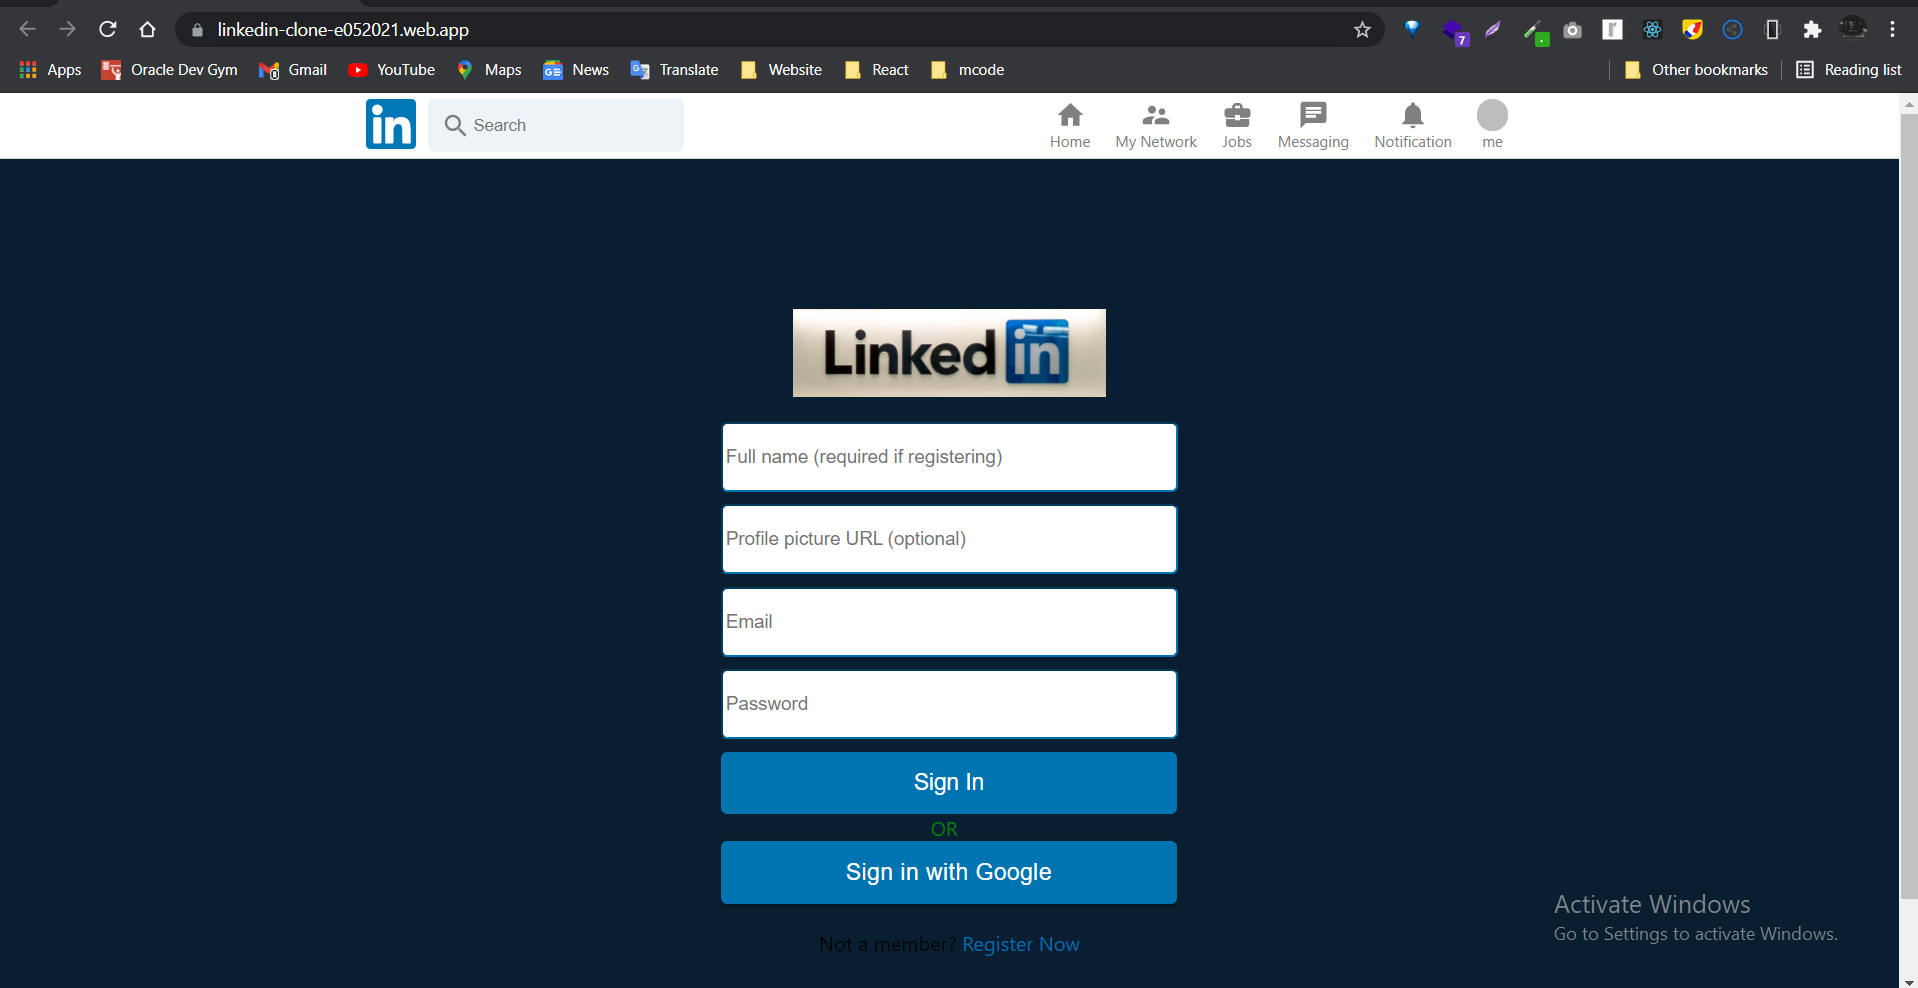 linkedin-clone-e052021.web.app
7
Apps Oracle Dev Gym Gmail YouTube Maps News Translate Website React mcode Other bookmarks Reading list
in Search
Home My Network Jobs Messaging Notification me
Linked in
Full name (required if registering)
Profile picture URL (optional)
Email
Password
Sign In
OR
Sign in with Google
Activate Windows
Go to Settings to activate Windows.
Not a member? Register Now